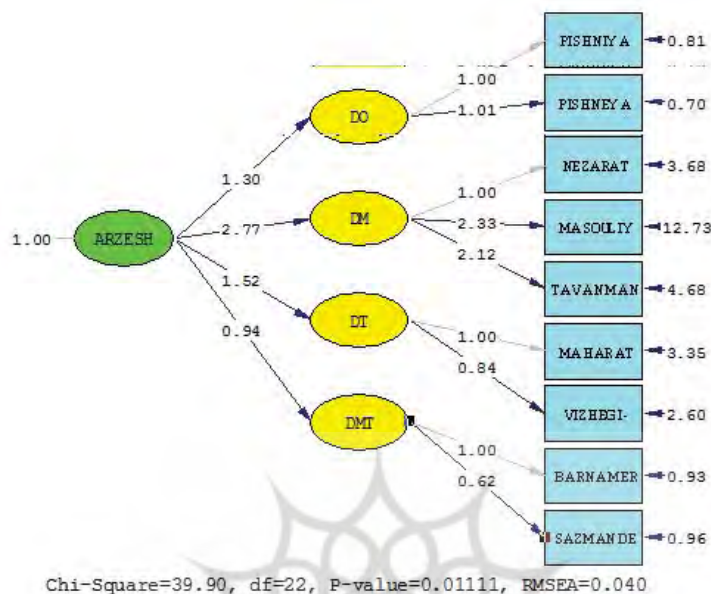 PISHNIYA 0.81
1.00
PISHNEYA 0.70
DO
1.01
1.30
NEZARAT 3.68
1.00
DM
2.77
2.33
MASOULIY 12.73
1.00 ARZESH
2.12
TAVANMAN 4.68
1.52
DT
1.00
MAHARAT 3.35
0.94
0.84
VIZHEGI- 2.60
DMT
1.00
BARNAMER 0.93
0.62
SAZMANDE 0.96
Chi-Square=39.90, df=22, P-value=0.01111, RMSEA=0.040